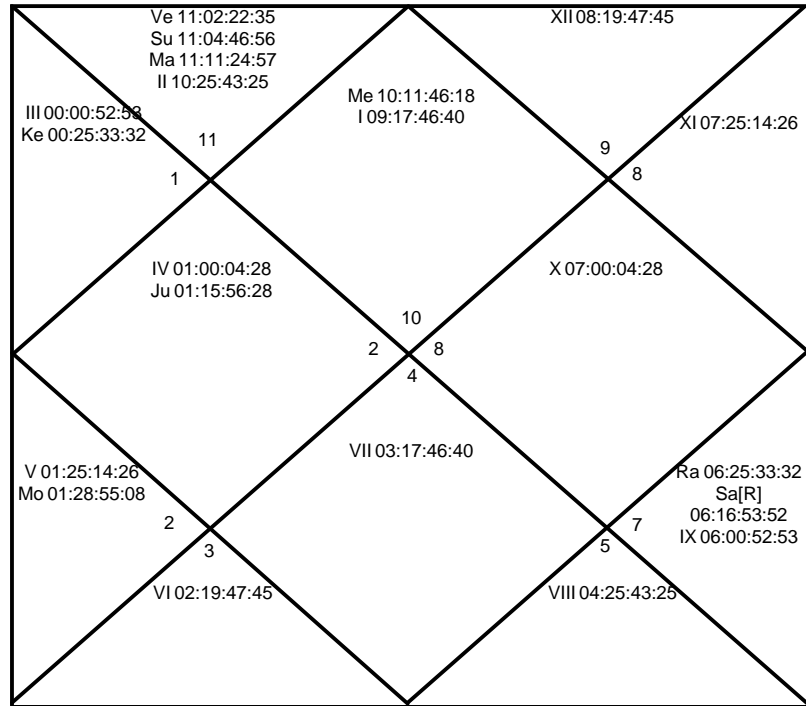 Ve 11:02:22:35
Su 11:04:46:56
Ma 11:11:24:57
II 10:25:43:25
XII 08:19:47:45
Me 10:11:46:18
I 09:17:46:40
III 00:00:52:53
Ke 00:25:33:32
XI 07:25:14:26
11
9
1
8
IV 01:00:04:28
Ju 01:15:56:28
X 07:00:04:28
10
2
8
4
VII 03:17:46:40
V 01:25:14:26
Mo 01:28:55:08
Ra 06:25:33:32
Sa[R]
06:16:53:52
IX 06:00:52:53
2
7
3
5
VI 02:19:47:45
VIII 04:25:43:25